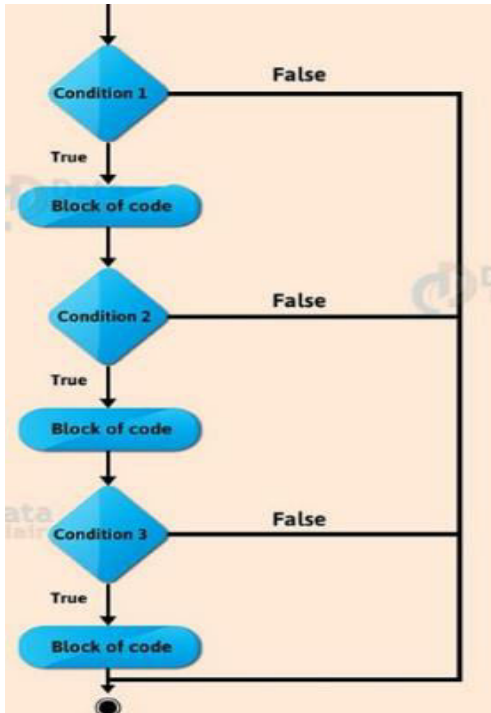 False
Condition 1
True
Block of code
False
Condition 2
True
Block of code
False
Condition 3
True
Block of code